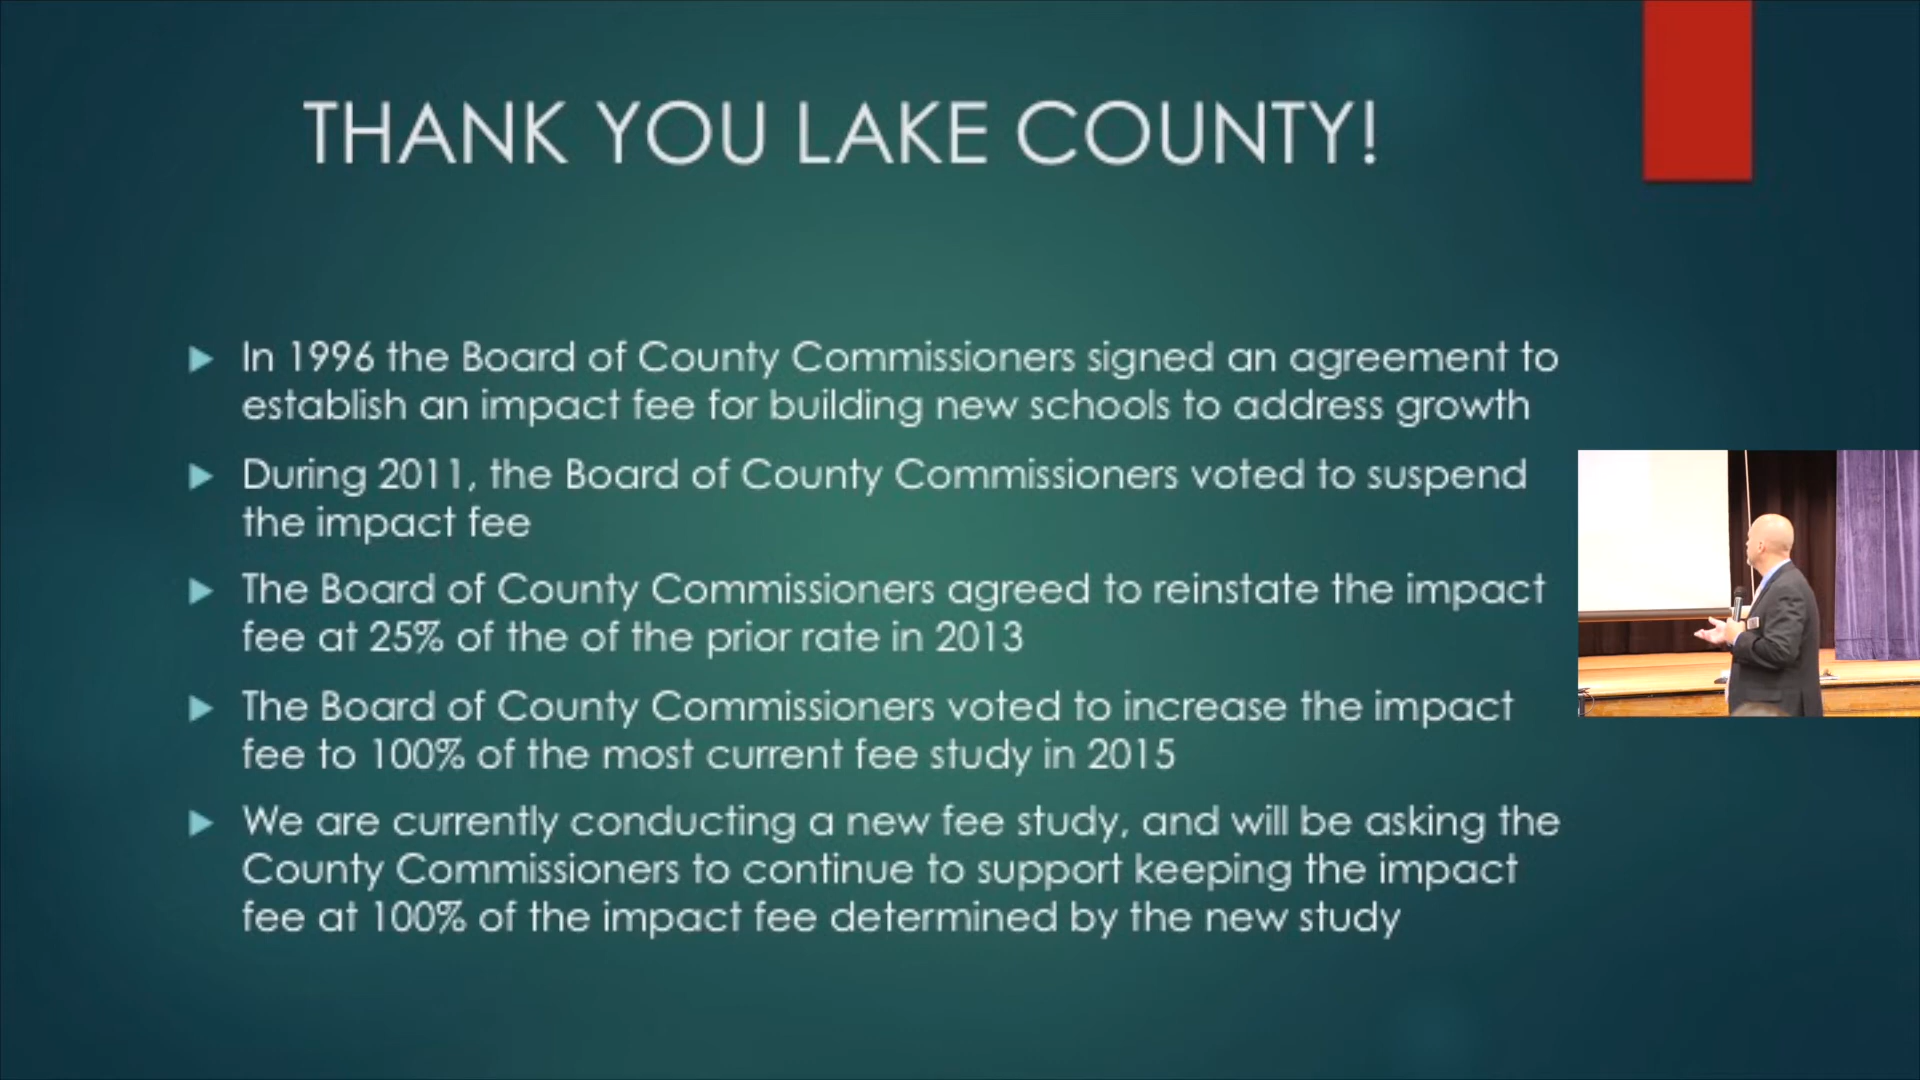 THANK YOU LAKE COUNTY!
In 1996 the Board of County Commissioners signed an agreement to
establish an impact fee for building new schools to address growth
During 2011, the Board of County Commissioners voted to suspend
the impact fee
The Board of County Commissioners agreed to reinstate the impact
fee at 25% of the of the prior rate in 2013
The Board of County Commissioners voted to increase the impact
fee to 100% of the most current fee study in 2015
We are currently conducting a new fee study, and will be asking the
County Commissioners to continue to support keeping the impact
fee at 100% of the impact fee determined by the new study